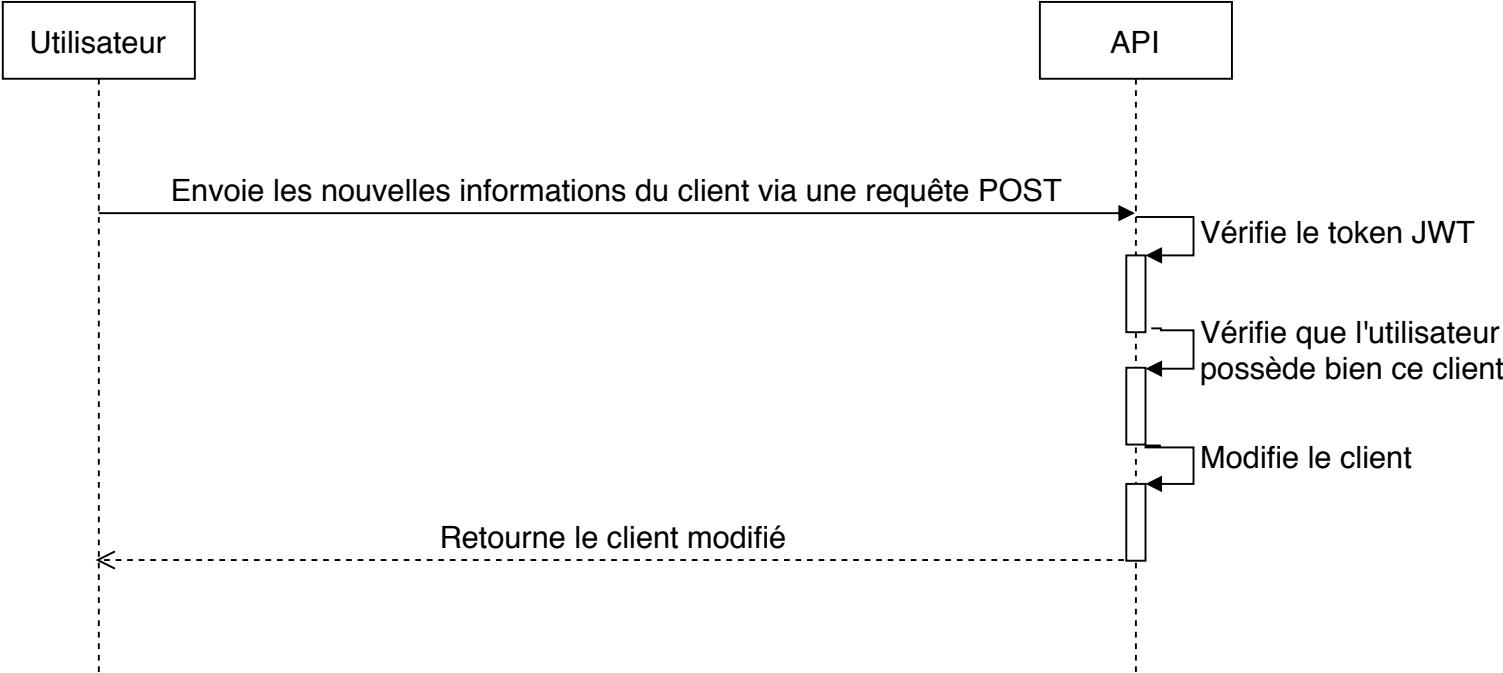 Utilisateur
API
Envoie les nouvelles informations du client via une requête POST
Vérifie le token JWT
Vérifie que l'utilisateur
possède bien ce client
Modifie le client
Retourne le client modifié